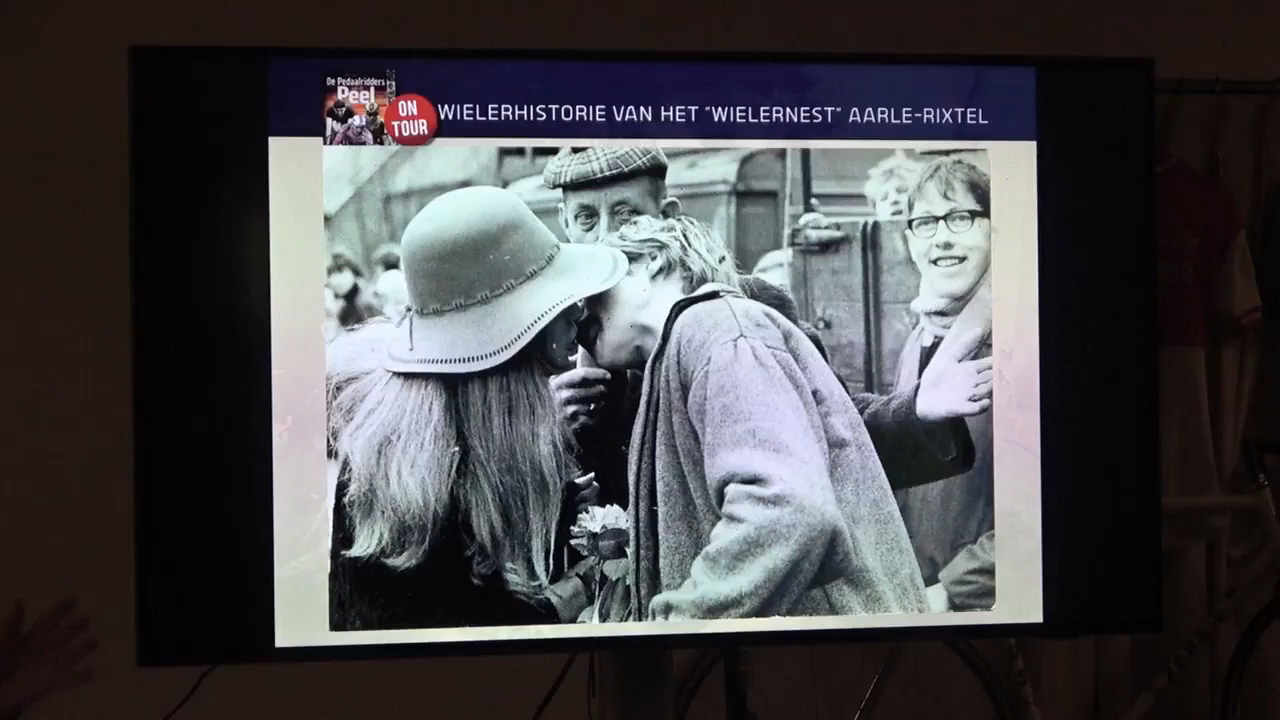 De Pedaalridders
Peel
ON
TOUR
WIELERHISTORIE VAN HET "WIELERNEST" AARLE-RIXTEL